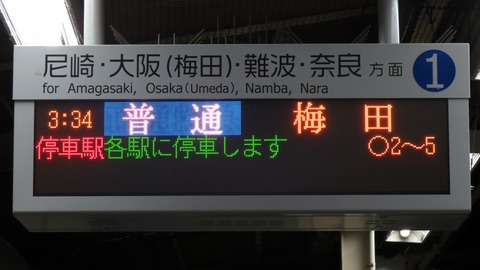 尼崎・大阪(梅田)・難波・奈良 方面 1
for Amagasaki, Osaka(Umeda), Namba, Nara
3:34 普通 梅田
停車駅 各駅に停車します ○2〜5